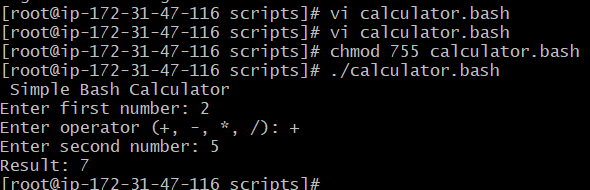 [root@ip-172-31-47-116 scripts]# vi calculator.bash
[root@ip-172-31-47-116 scripts]# vi calculator.bash
[root@ip-172-31-47-116 scripts]# chmod 755 calculator.bash
[root@ip-172-31-47-116 scripts]# ./calculator.bash
 Simple Bash Calculator
Enter first number: 2
Enter operator (+, -, *, /): +
Enter second number: 5
Result: 7
[root@ip-172-31-47-116 scripts]#